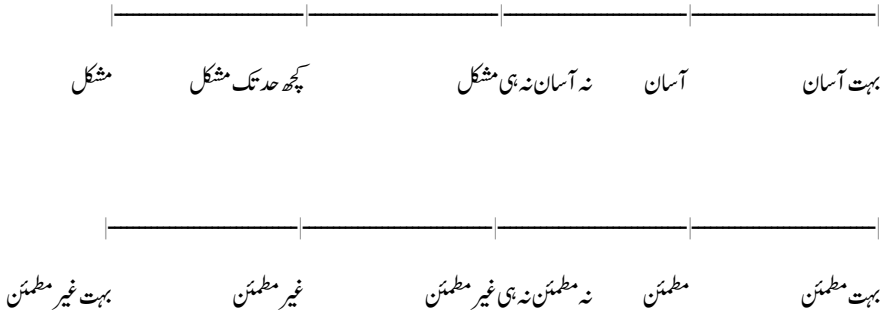 بہت آسان آسان نہ آسان نہ ہی مشکل کچھ حد تک مشکل مشکل
بہت مطمئن مطمئن نہ مطمئن نہ ہی غیر مطمئن غیر مطمئن بہت غیر مطمئن